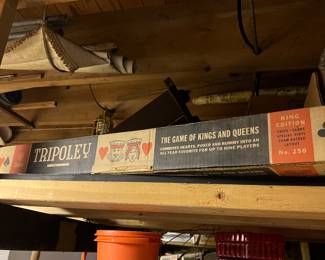 TRIPOLEY
THE GAME OF KINGS AND QUEENS
COMBINES HEARTS, POKER AND RUMMY INTO AN
ALL YEAR FAVORITE FOR UP TO NINE PLAYERS
KING
EDITION
LAYOUT
No. 250